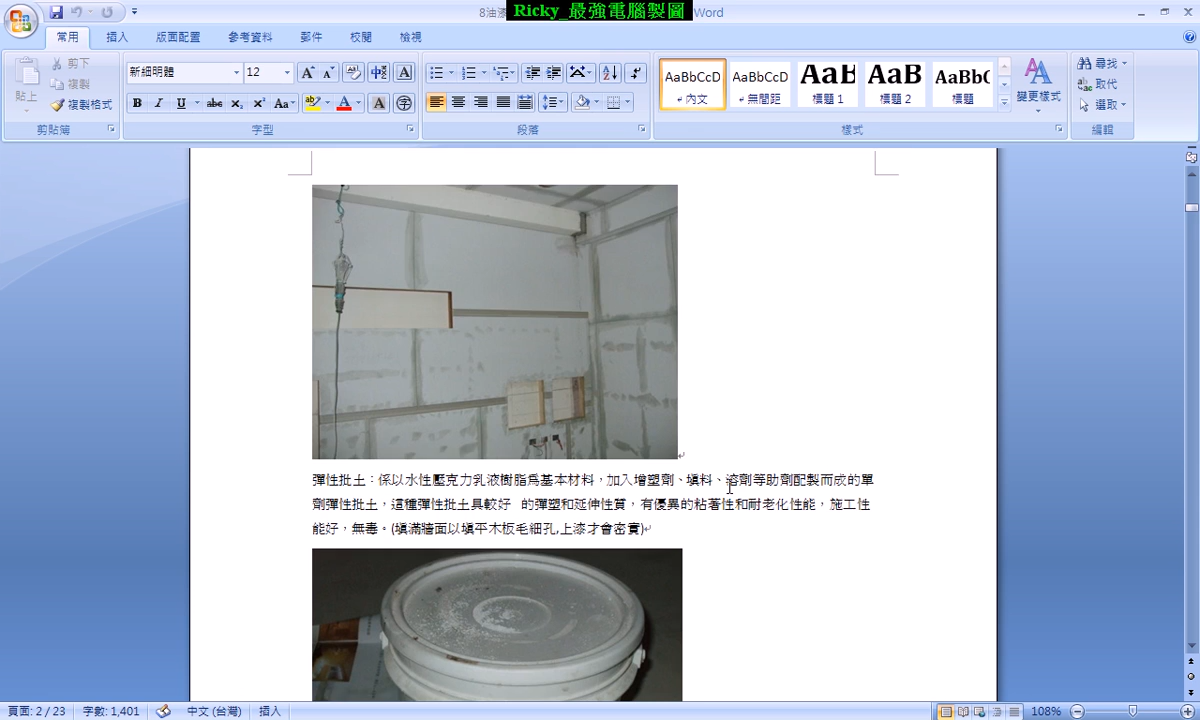 8油漆
Ricky_最強電腦製圖
Word
常用 插入 版面配置 參考資料 郵件 校閱 檢視
貼上
剪下
複製
複製格式
剪貼簿
新細明體 12
字型
段落
AaBbCcD AaBbCcD AaBb AaB AaBbC
內文 無間距 標題 1 標題 2 標題
變更樣式
樣式
尋找
取代
選取
編輯
彈性批土：係以水性壓克力乳液樹脂為基本材料，加入增塑劑、填料、溶劑等助劑配製而成的單
劑彈性批土，這種彈性批土具較好 的彈塑和延伸性質，有優異的粘著性和耐老化性能，施工性
能好，無毒。(填滿牆面以填平木板毛細孔,上漆才會密實)
頁面: 2 / 23 字數: 1,401 中文 (台灣) 插入 108%